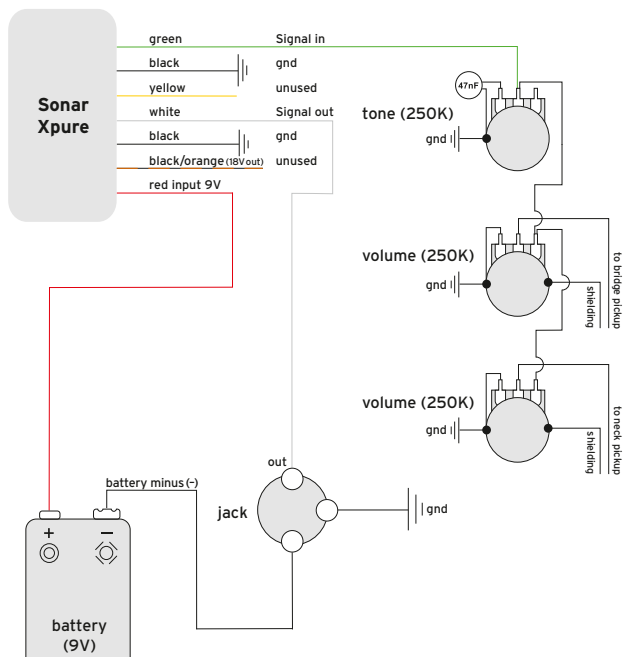 green Signal in
black gnd
yellow unused
Sonar
Xpure
white Signal out
black gnd
black/orange (18V out) unused
red input 9V
47nF
tone (250K)
gnd
volume (250K)
gnd
to bridge pickup
shielding
volume (250K)
gnd
to neck pickup
shielding
out
battery minus (-)
jack
gnd
+ −
battery
(9V)